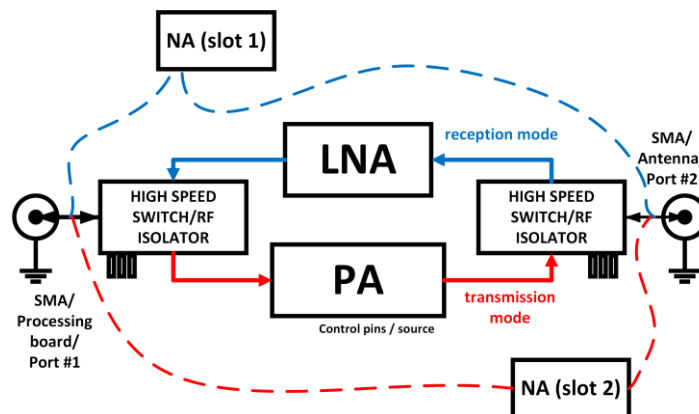 NA (slot 1)
LNA
reception mode
SMA/
Antenna/
Port #2
HIGH SPEED
SWITCH/RF
ISOLATOR
HIGH SPEED
SWITCH/RF
ISOLATOR
PA
transmission
mode
Control pins / source
SMA/
Processing
board/
Port #1
NA (slot 2)